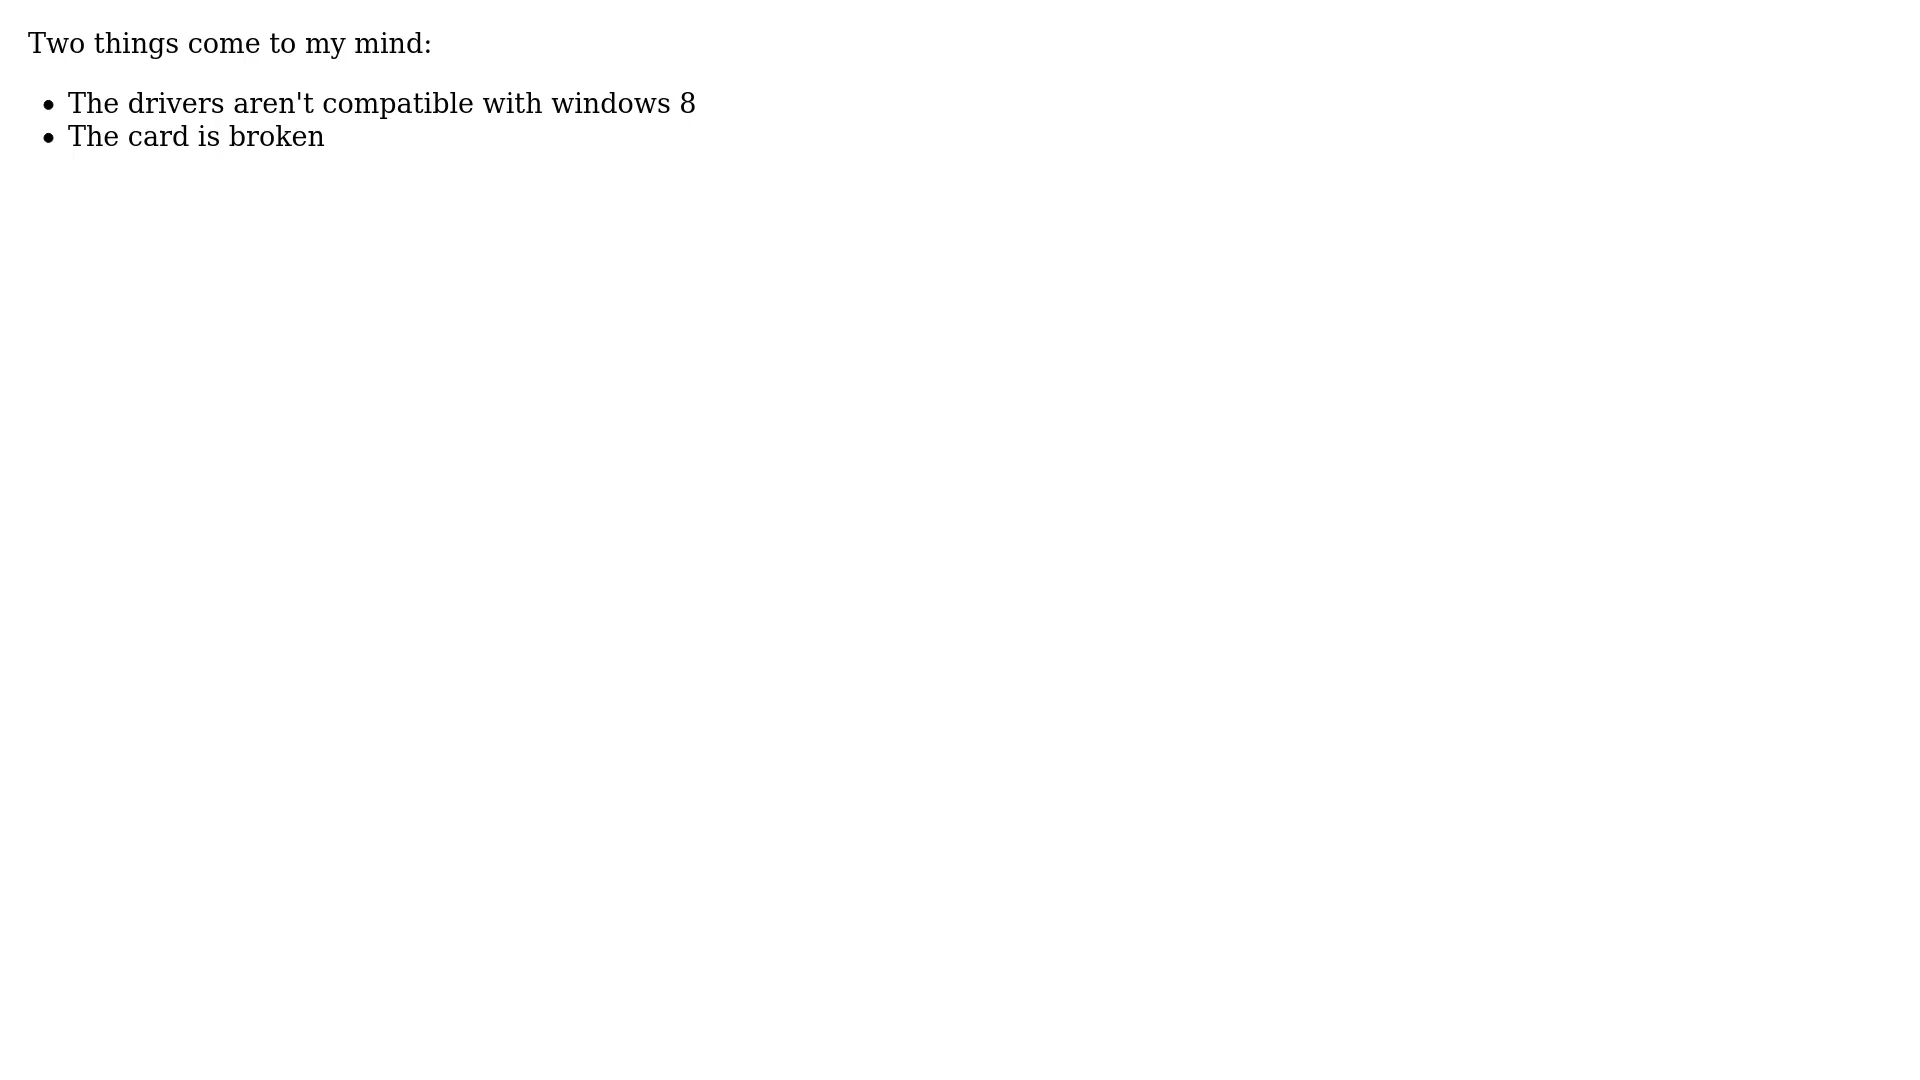 Two things come to my mind:
• The drivers aren't compatible with windows 8
• The card is broken